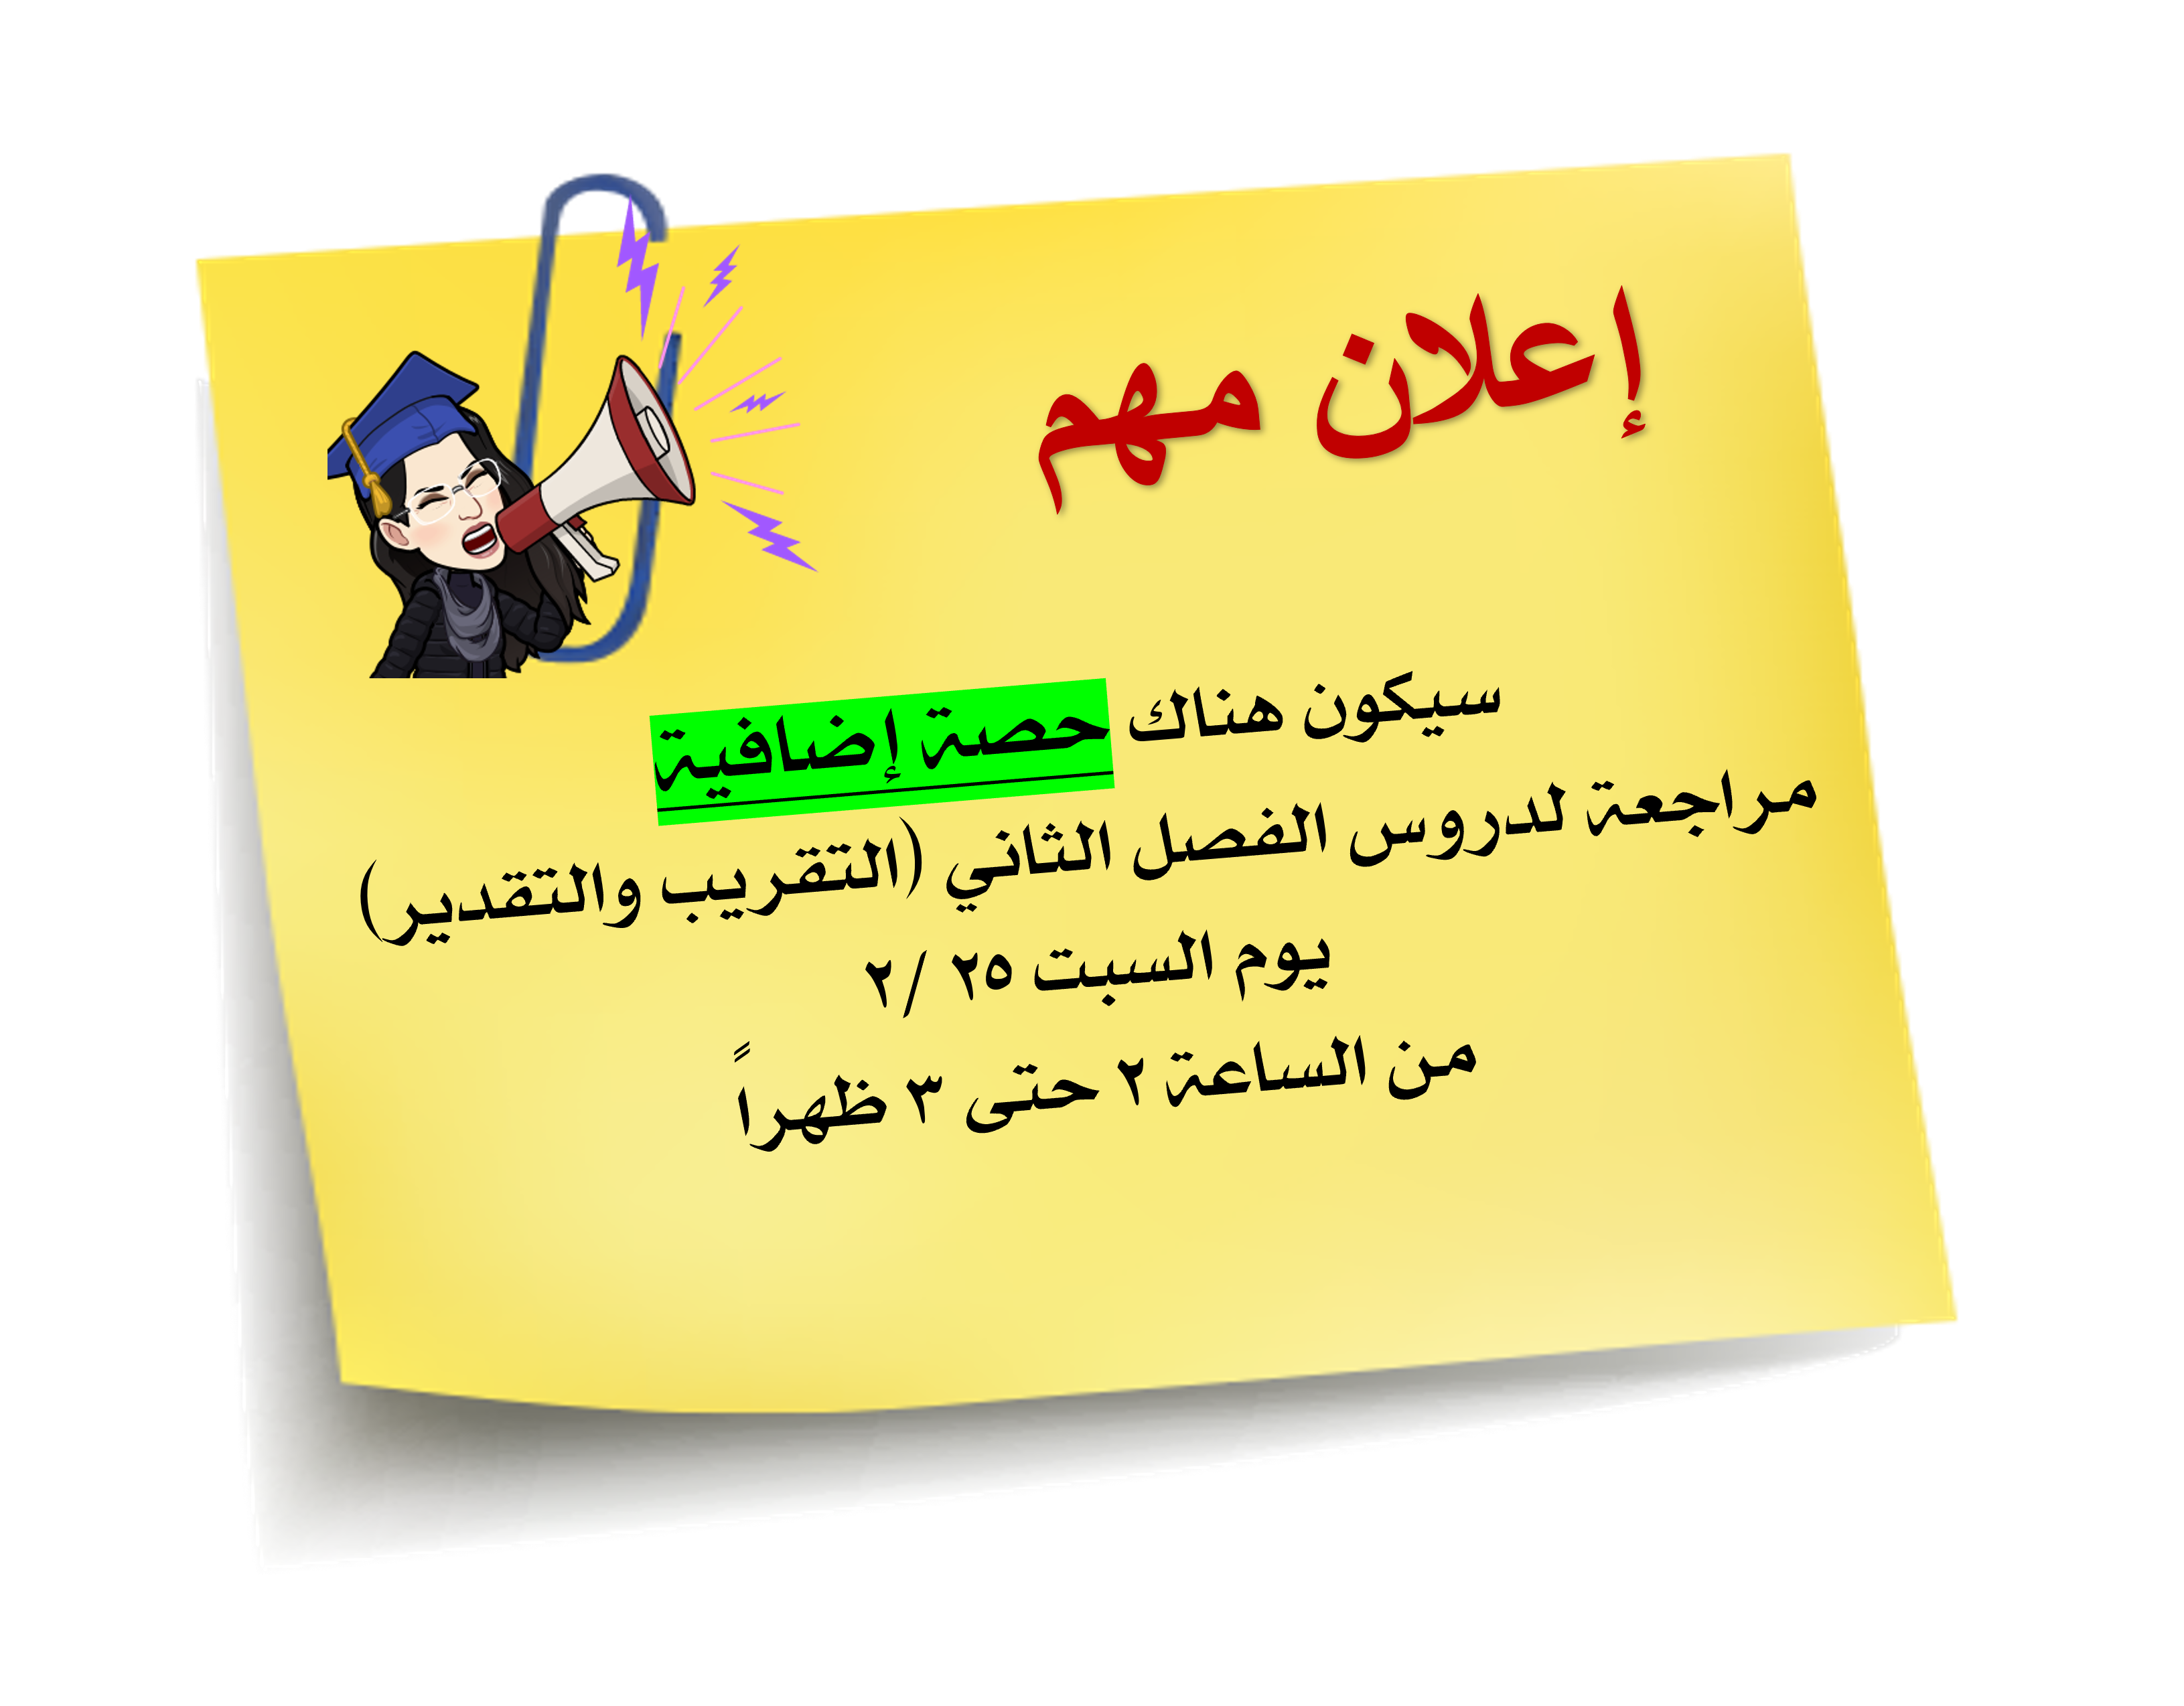 إعلان مهم
سيكون هناك حصة إضافية
مراجعة للدروس الفصل الثاني (التقريب والتقدير)
يوم السبت ٢٥ /٢
من الساعة ٢ حتى ٣ ظهراً